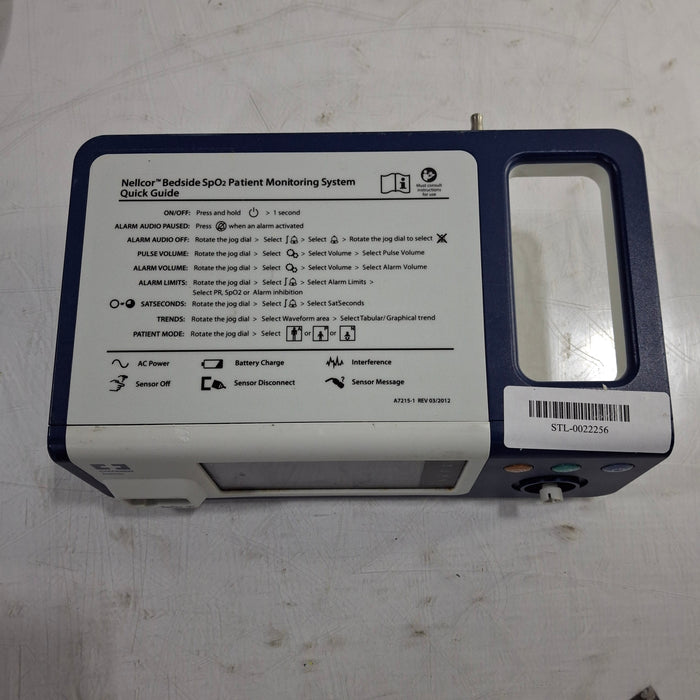 Nellcor™ Bedside SpO2 Patient Monitoring System
Quick Guide
Must consult
instructions
for use
ON/OFF: Press and hold > 1 second
ALARM AUDIO PAUSED: Press when an alarm activated
ALARM AUDIO OFF: Rotate the jog dial > Select > Select > Rotate the jog dial to select
PULSE VOLUME: Rotate the jog dial > Select > Select Volume > Select Pulse Volume
ALARM VOLUME: Rotate the jog dial > Select > Select Volume > Select Alarm Volume
ALARM LIMITS: Rotate the jog dial > Select > Select Alarm Limits >
Select PR, SpO2 or Alarm inhibition
SATSECONDS: Rotate the jog dial > Select > Select SatSeconds
TRENDS: Rotate the jog dial > Select Waveform area > Select Tabular/Graphical trend
PATIENT MODE: Rotate the jog dial > Select or or
AC Power Battery Charge Interference
Sensor Off Sensor Disconnect Sensor Message
A7215-1 REV 03/2012
STL-0022256